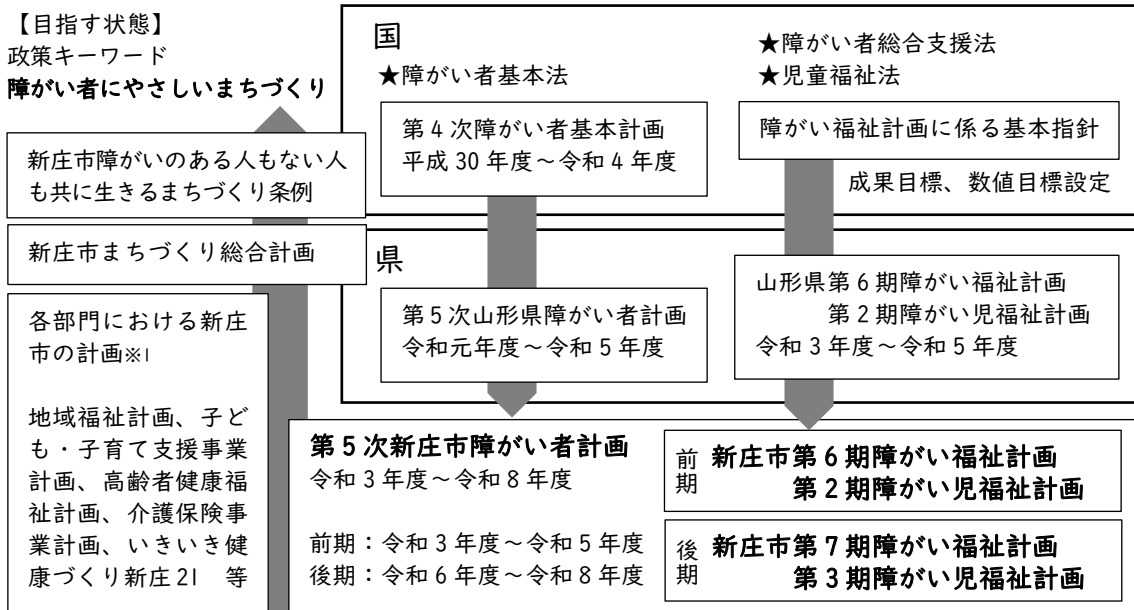 【目指す状態】
政策キーワード
障がい者にやさしいまちづくり
新庄市障がいのある人もない人
も共に生きるまちづくり条例
新庄市まちづくり総合計画
各部門における新庄
市の計画※1
地域福祉計画、子ど
も・子育て支援事業
計画、高齢者健康福
祉計画、介護保険事
業計画、いきいき健
康づくり新庄21　等
国
★障がい者基本法
第4次障がい者基本計画
平成30年度～令和4年度
★障がい者総合支援法
★児童福祉法
障がい福祉計画に係る基本指針
成果目標、数値目標設定
県
第5次山形県障がい者計画
令和元年度～令和5年度
山形県第6期障がい福祉計画
第2期障がい児福祉計画
令和3年度～令和5年度
第5次新庄市障がい者計画
令和3年度～令和8年度
前期：令和3年度～令和5年度
後期：令和6年度～令和8年度
前期
新庄市第6期障がい福祉計画
第2期障がい児福祉計画
後期
新庄市第7期障がい福祉計画
第3期障がい児福祉計画